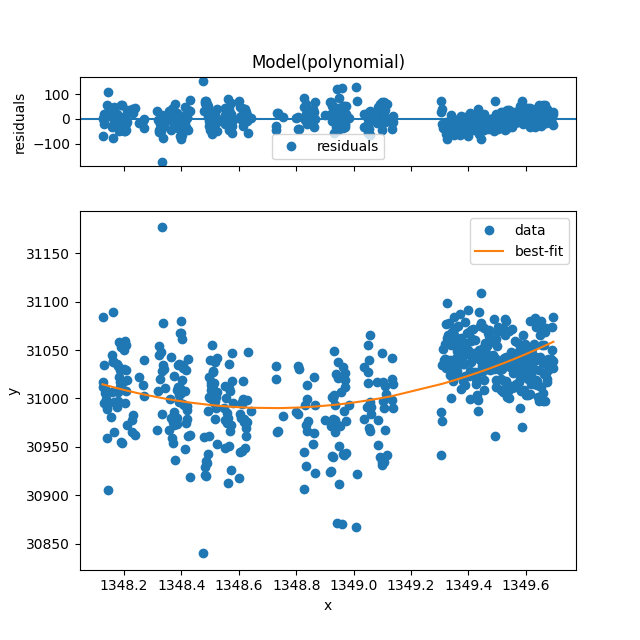 Model(polynomial)
residuals
100
0
−100
residuals
y
31150
31100
31050
31000
30950
30900
30850
data
best-fit
1348.2 1348.4 1348.6 1348.8 1349.0 1349.2 1349.4 1349.6
x